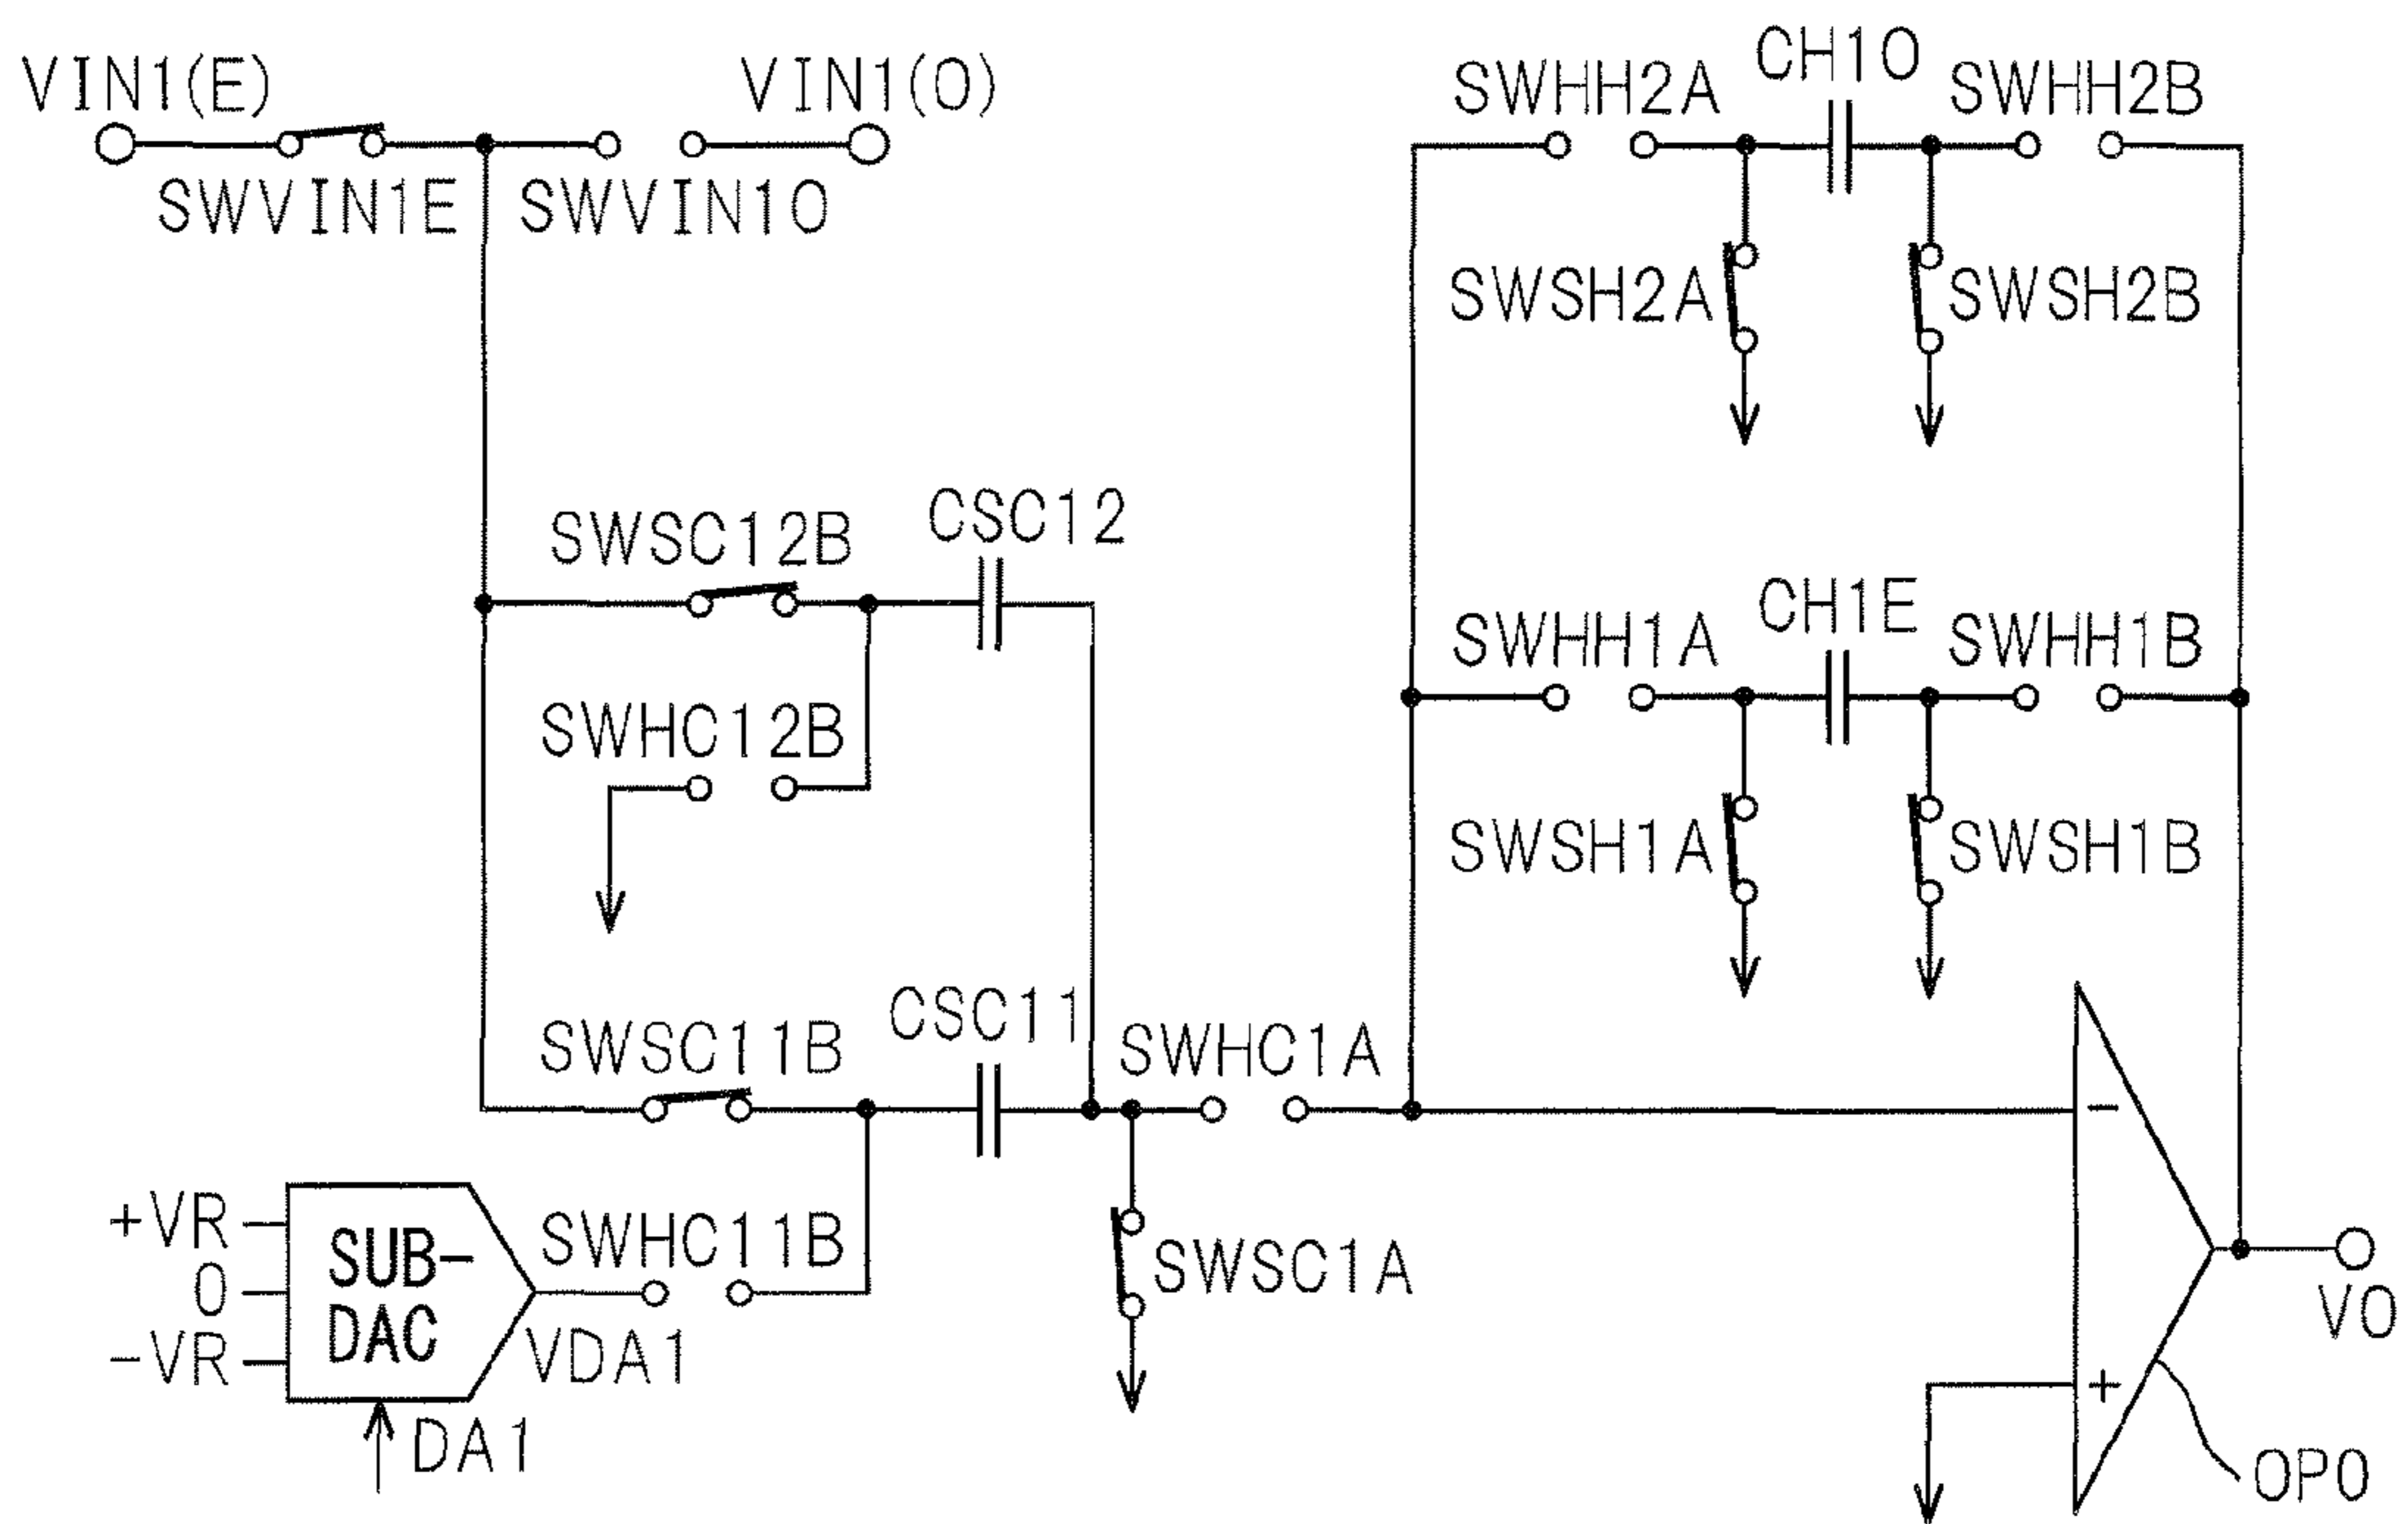 VIN1(E)
VIN1(O)
SWVIN1E
SWVIN1O
SWHH2A
CH1O
SWHH2B
SWSH2A
SWSH2B
SWSC12B
CSC12
SWHC12B
SWHH1A
CH1E
SWHH1B
SWSH1A
SWSH1B
SWSC11B
CSC11
SWHC1A
-
+VR
0
-VR
SUB-
DAC
SWHC11B
VDA1
DA1
SWSC1A
+
VO
OP0